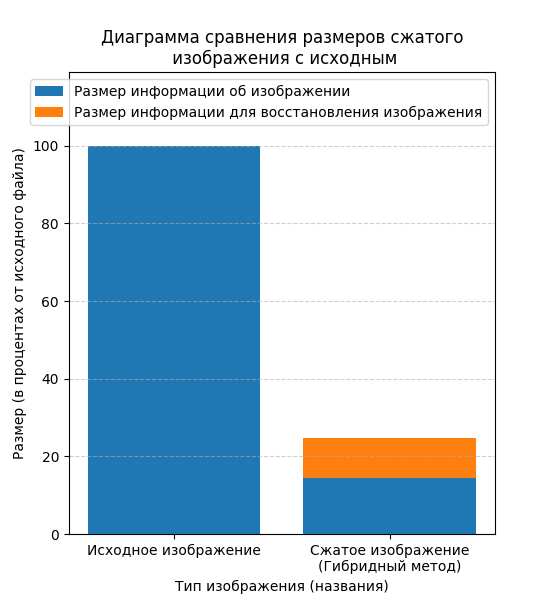 Диаграмма сравнения размеров сжатого
изображения с исходным
Размер информации об изображении
Размер информации для восстановления изображения
Размер (в процентах от исходного файла)
100
80
60
40
20
0
Исходное изображение
Сжатое изображение
(Гибридный метод)
Тип изображения (названия)